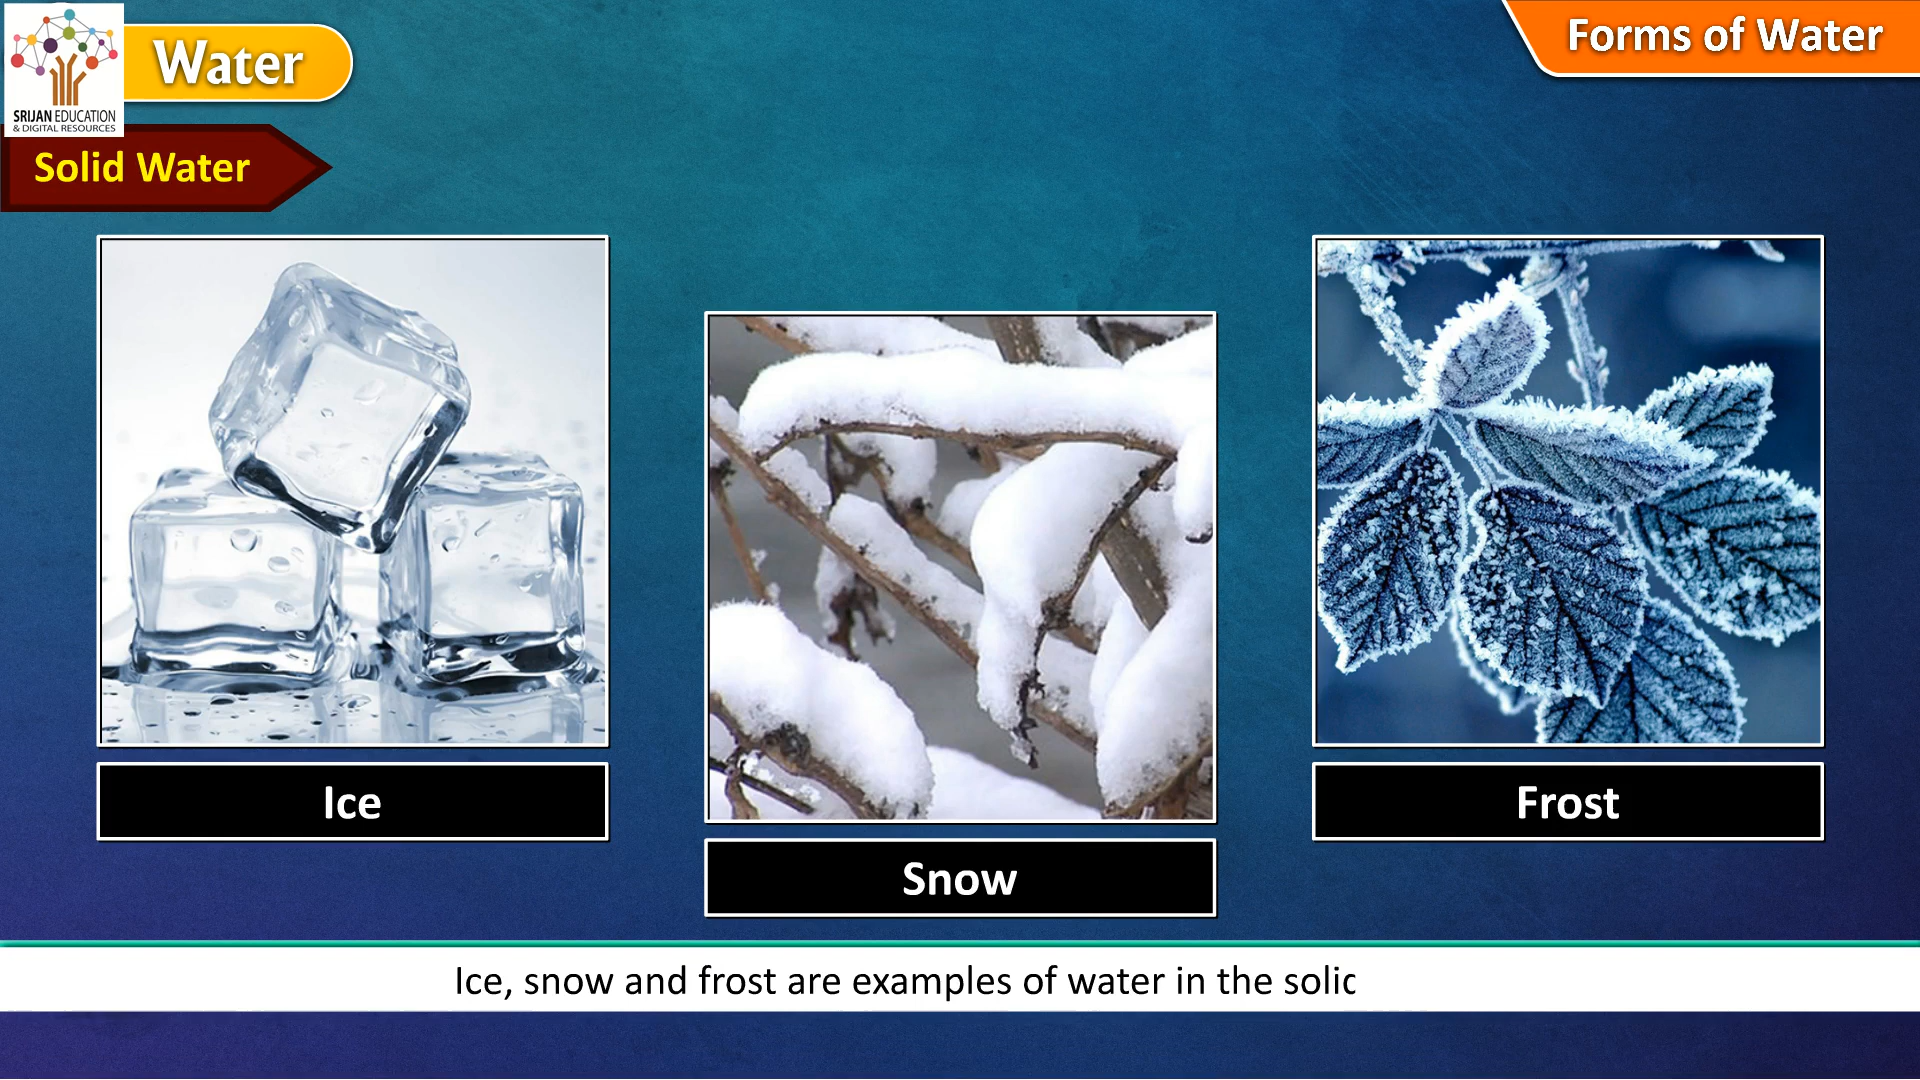 SRIJAN EDUCATION
& DIGITAL RESOURCES
Water
Forms of Water
Solid Water
Ice
Snow
Frost
Ice, snow and frost are examples of water in the